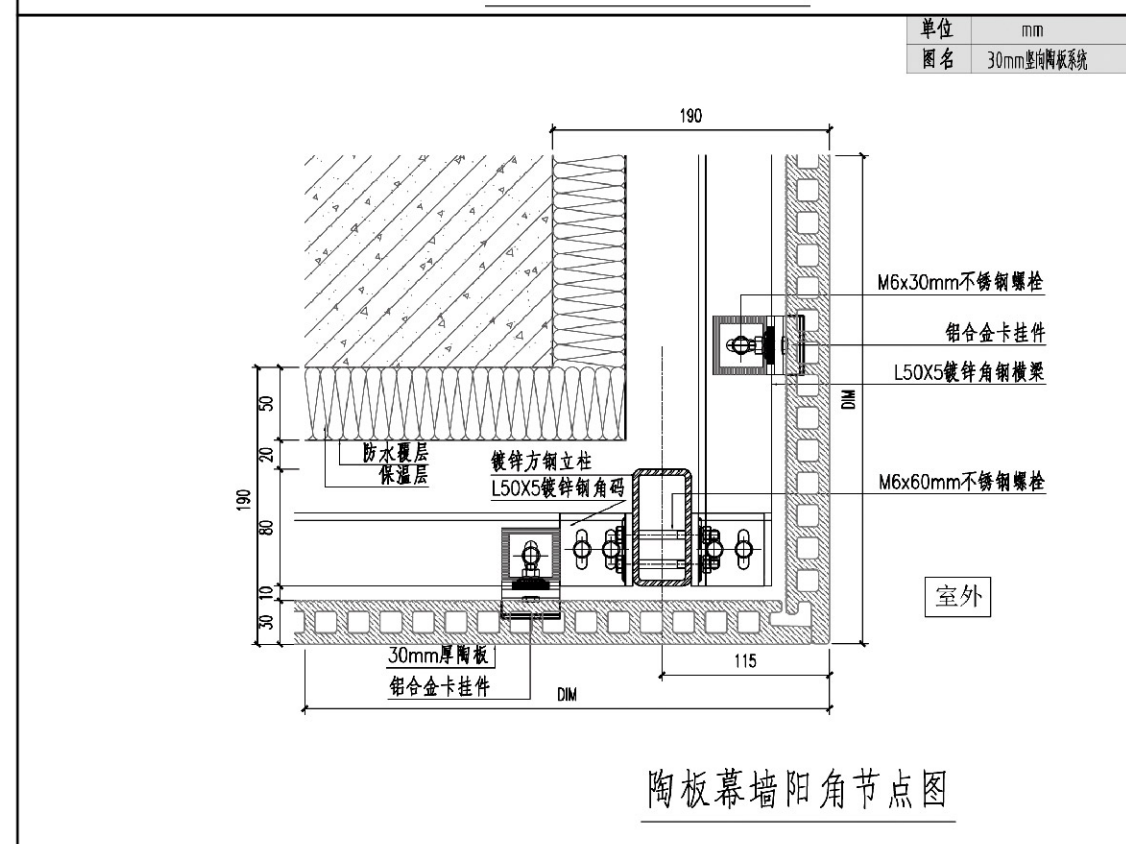 单位 mm
图名 30mm竖向陶板系统
190
M6x30mm不锈钢螺栓
铝合金卡挂件
L50X5镀锌角钢横梁
DIM
50
20
防水覆层
保温层
镀锌方钢立柱
L50X5镀锌钢角码
M6x60mm不锈钢螺栓
190
80
10
30
室外
30mm厚陶板
铝合金卡挂件
115
DIM
陶板幕墙阳角节点图